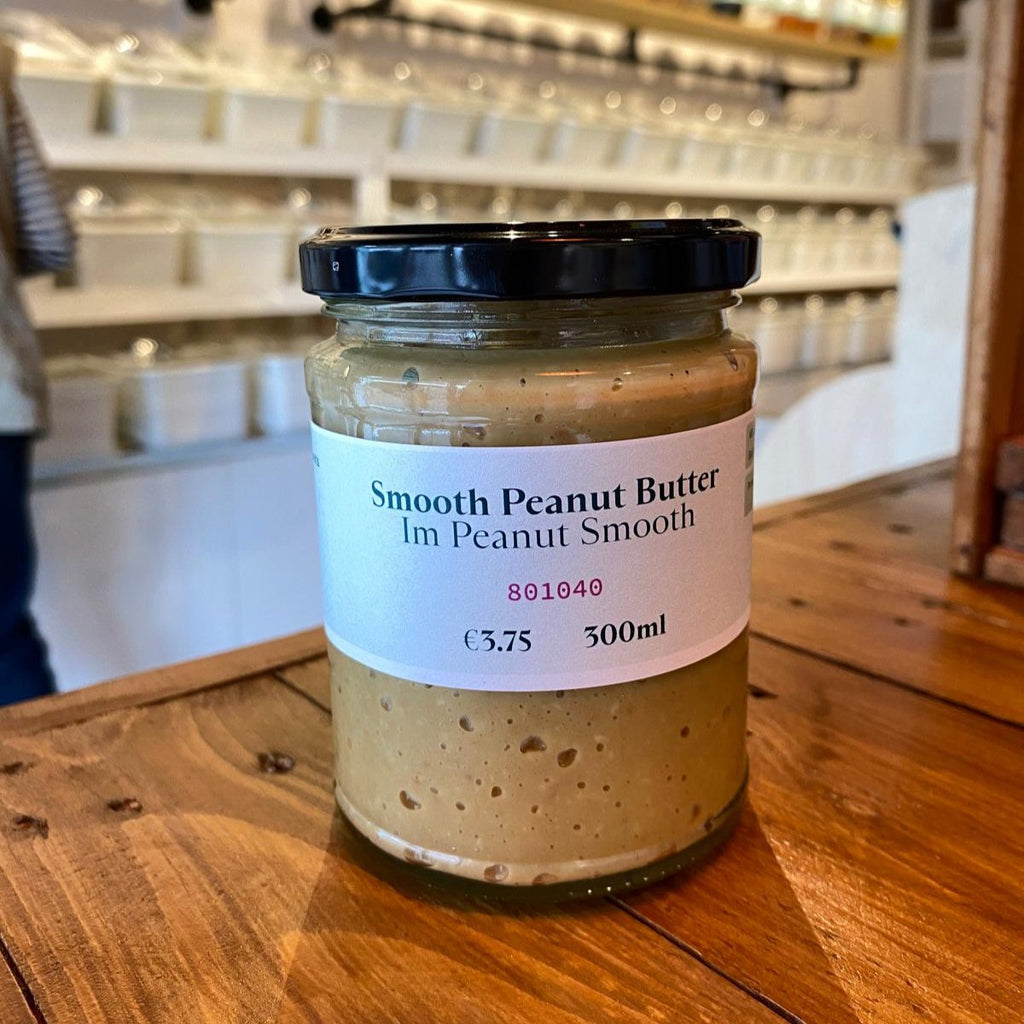 Smooth Peanut Butter
Im Peanut Smooth
801040
€3.75 300ml